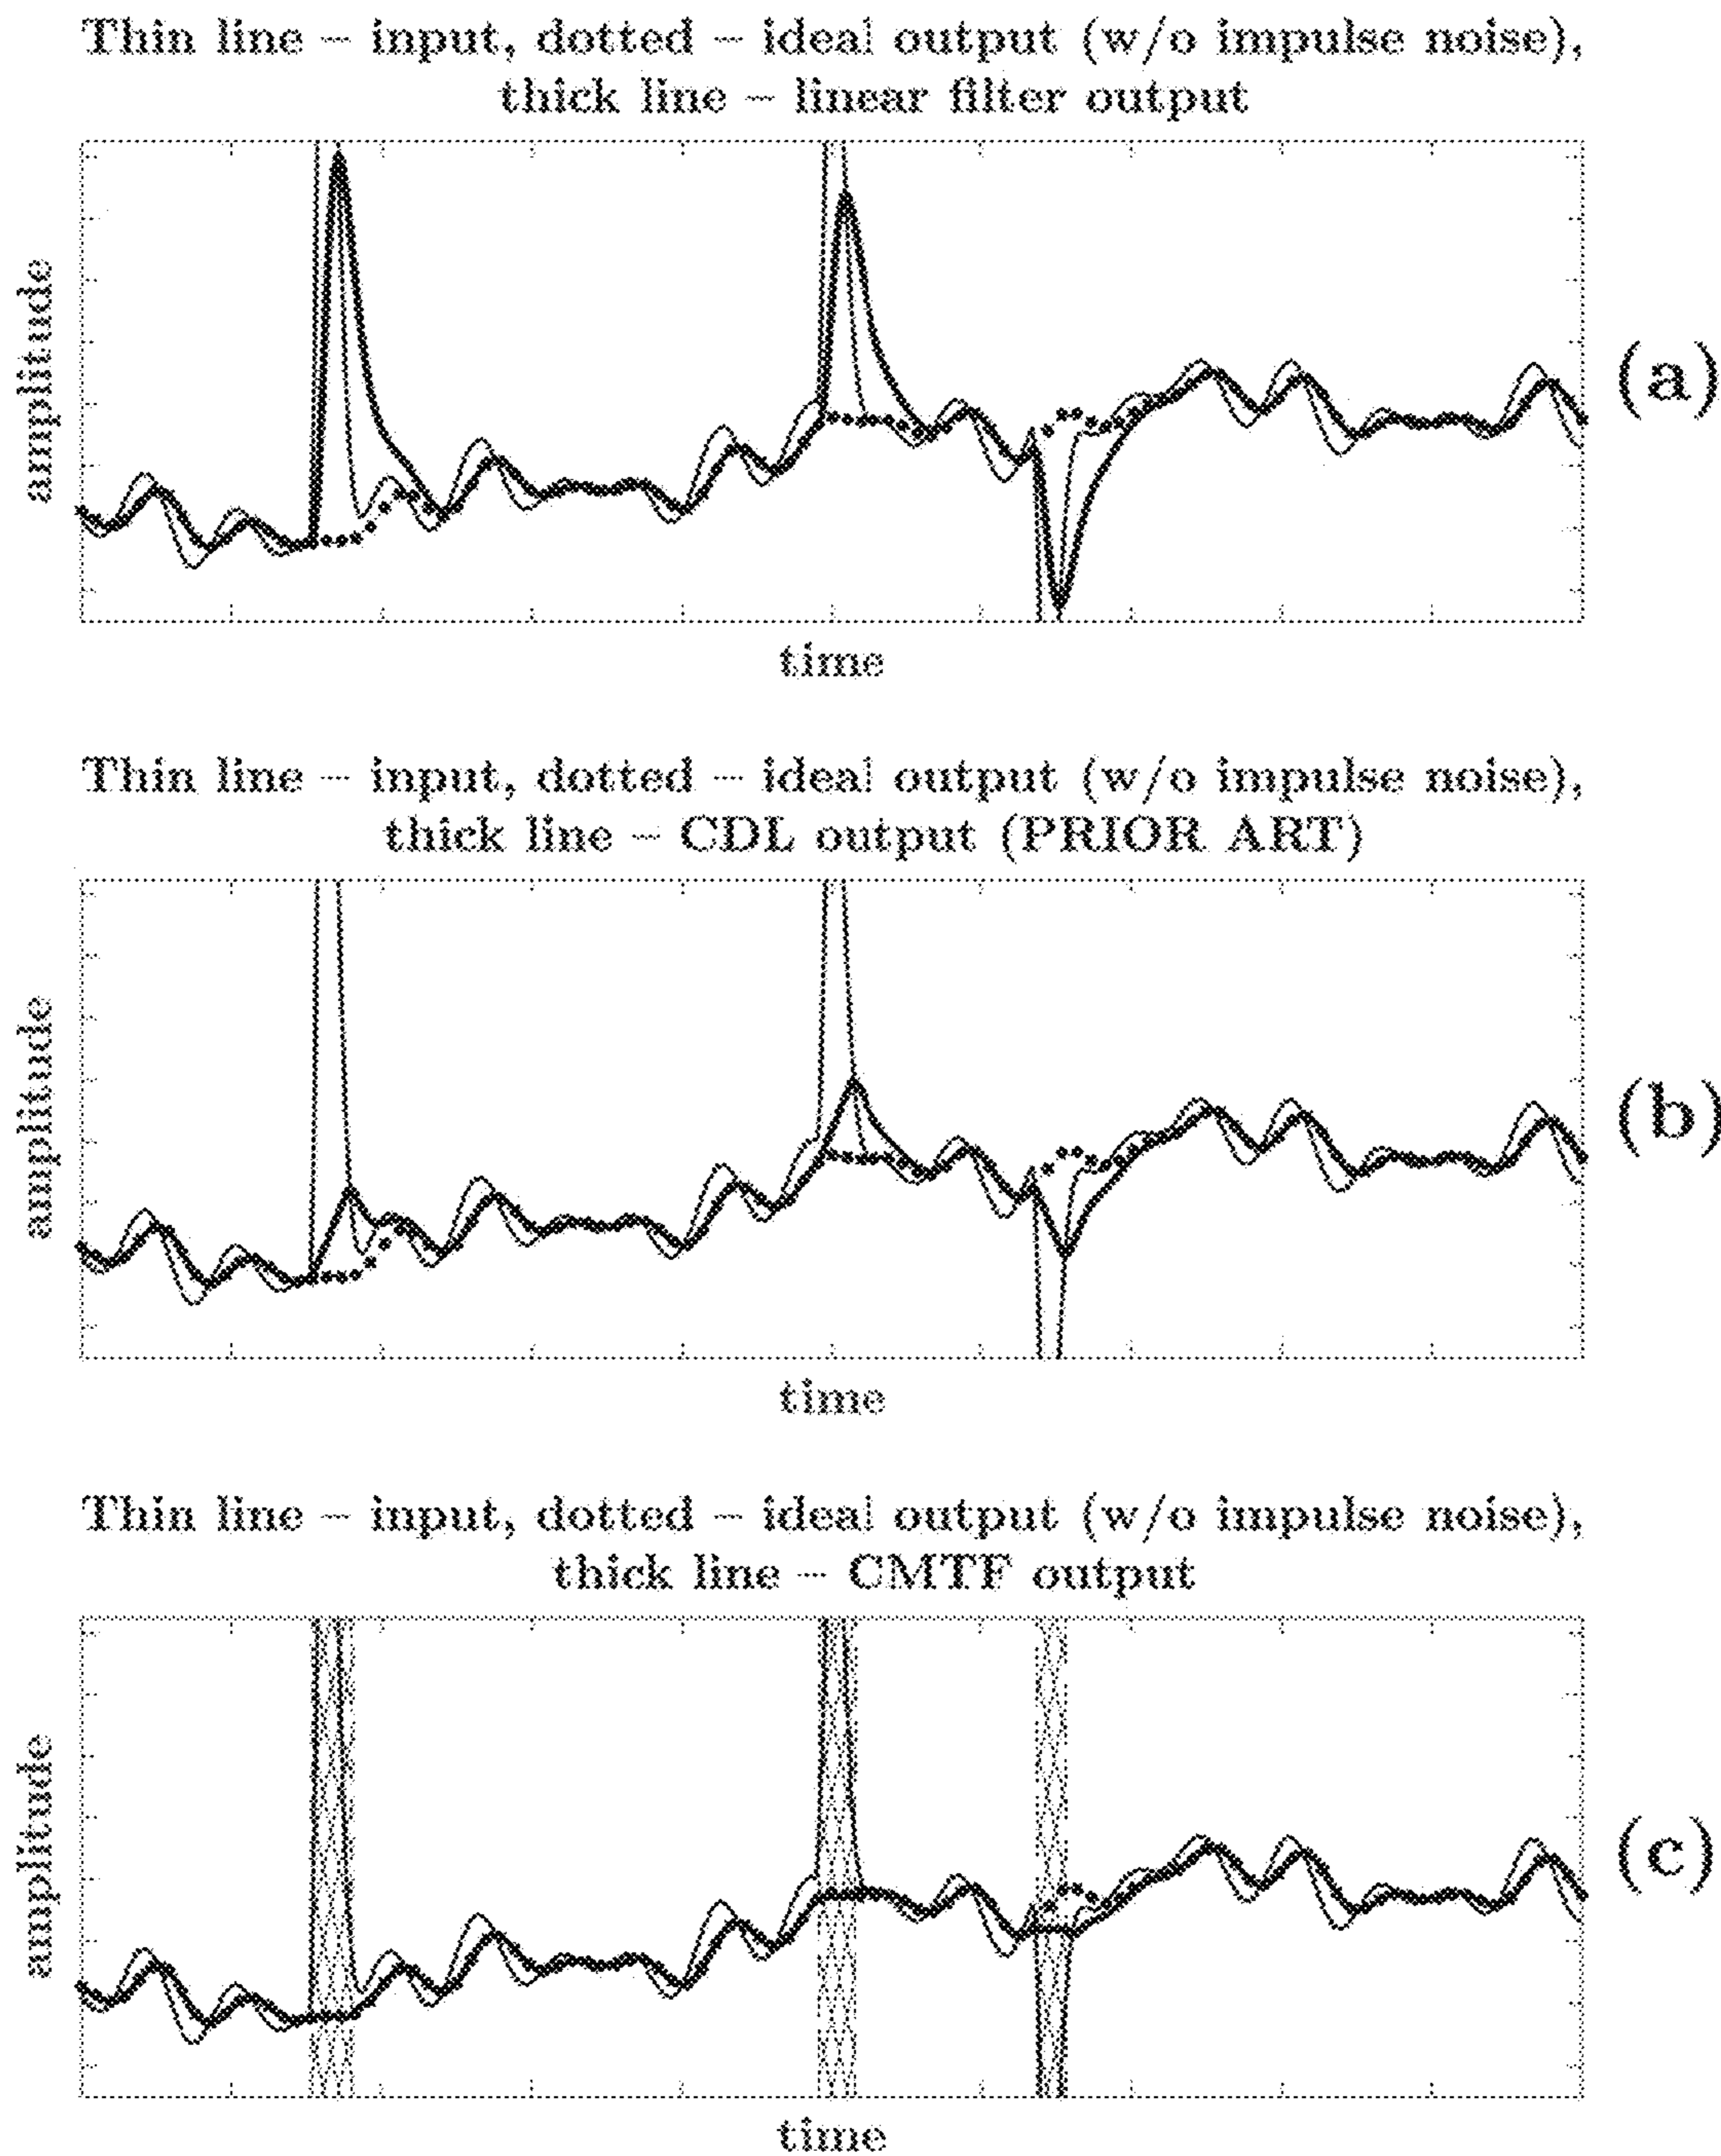 Thin line – input, dotted – ideal output (w/o impulse noise),
thick line – linear filter output
amplitude
(a)
time
Thin line – input, dotted – ideal output (w/o impulse noise),
thick line – CDL output (PRIOR ART)
amplitude
(b)
time
Thin line – input, dotted – ideal output (w/o impulse noise),
thick line – CMTF output
amplitude
(c)
time